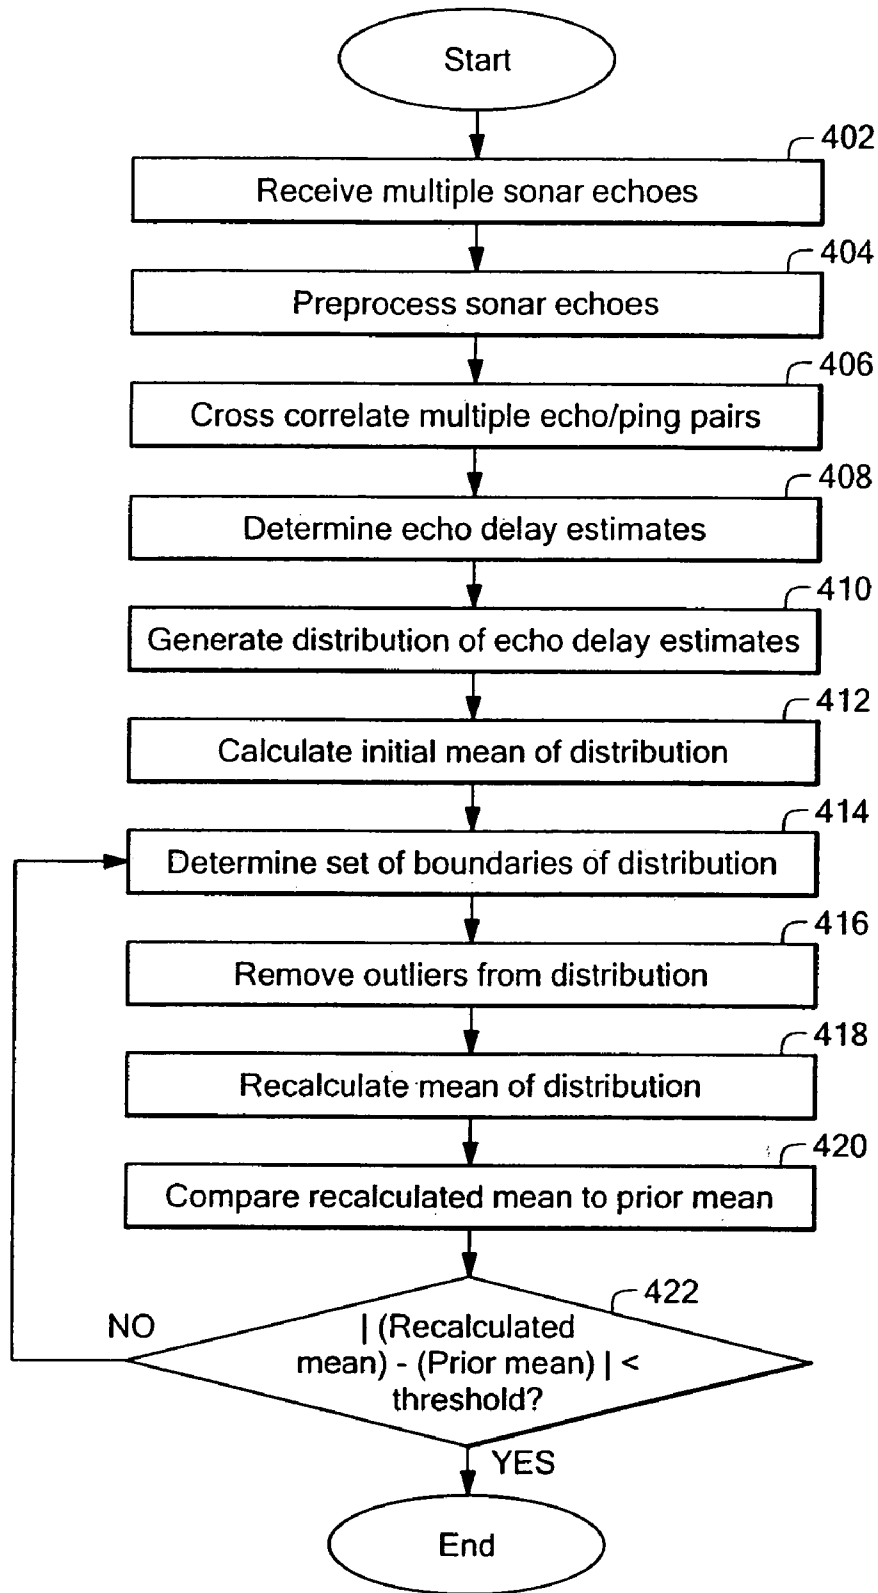 Start
402
Receive multiple sonar echoes
404
Preprocess sonar echoes
406
Cross correlate multiple echo/ping pairs
408
Determine echo delay estimates
410
Generate distribution of echo delay estimates
412
Calculate initial mean of distribution
414
Determine set of boundaries of distribution
416
Remove outliers from distribution
418
Recalculate mean of distribution
420
Compare recalculated mean to prior mean
422
NO
| (Recalculated
mean) - (Prior mean) | <
threshold?
YES
End